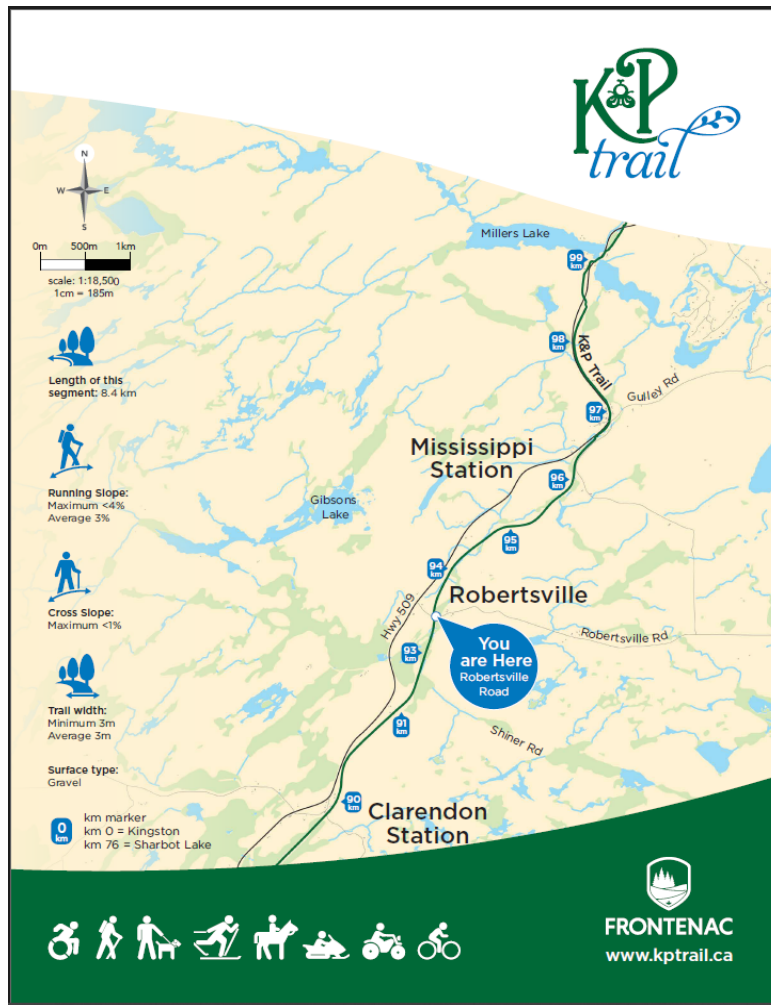 K&P
trail
N
W
E
S
0m 500m 1km
scale: 1:18,500
1cm = 185m
Length of this
segment: 8.4 km
Running Slope:
Maximum <4%
Average 3%
Cross Slope:
Maximum <1%
Trail width:
Minimum 3m
Average 3m
Surface type:
Gravel
0
km
km marker
km 0 = Kingston
km 76 = Sharbot Lake
Millers Lake
99
km
98
km
K&P Trail
Gulley Rd
97
km
Mississippi
Station
96
km
Gibsons
Lake
95
km
94
km
Robertsville
Hwy 509
Robertsville Rd
You
are Here
Robertsville
Road
93
km
91
km
Shiner Rd
90
km
Clarendon
Station
FRONTENAC
www.kptrail.ca